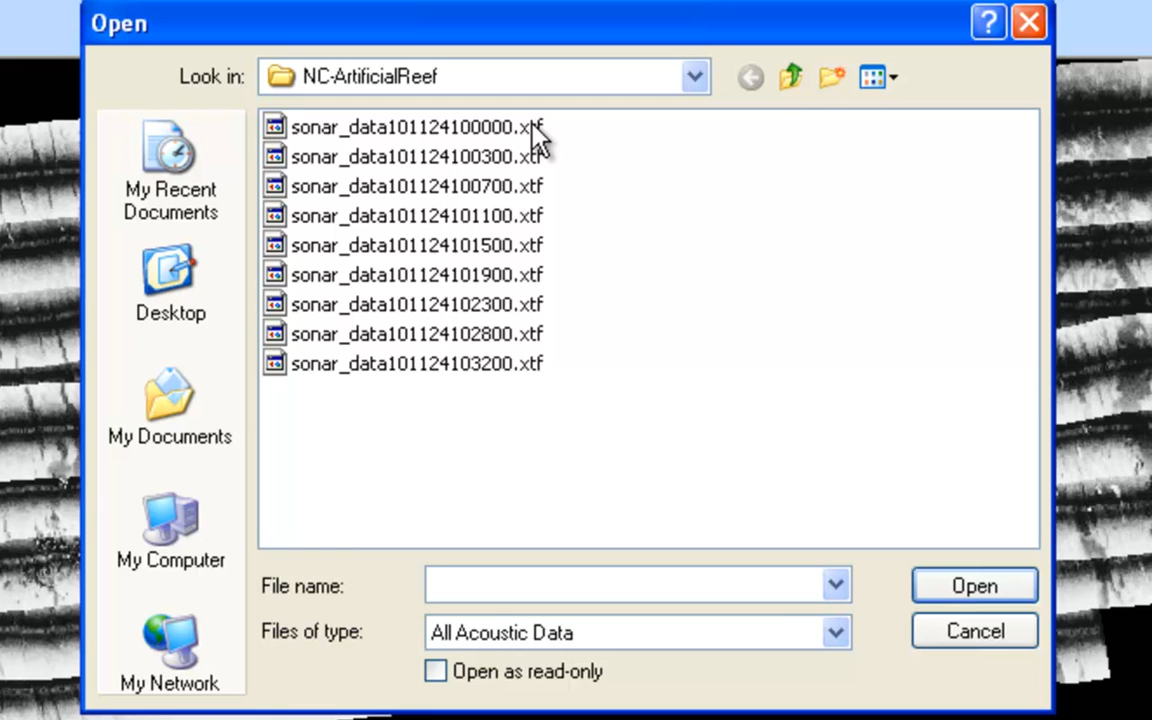 Open
Look in:
NC-ArtificialReef
sonar_data101124100000.xtf
sonar_data101124100300.xtf
sonar_data101124100700.xtf
sonar_data101124101100.xtf
sonar_data101124101500.xtf
sonar_data101124101900.xtf
sonar_data101124102300.xtf
sonar_data101124102800.xtf
sonar_data101124103200.xtf
My Recent
Documents
Desktop
My Documents
My Computer
My Network
File name:
Open
Files of type:
All Acoustic Data
Cancel
Open as read-only